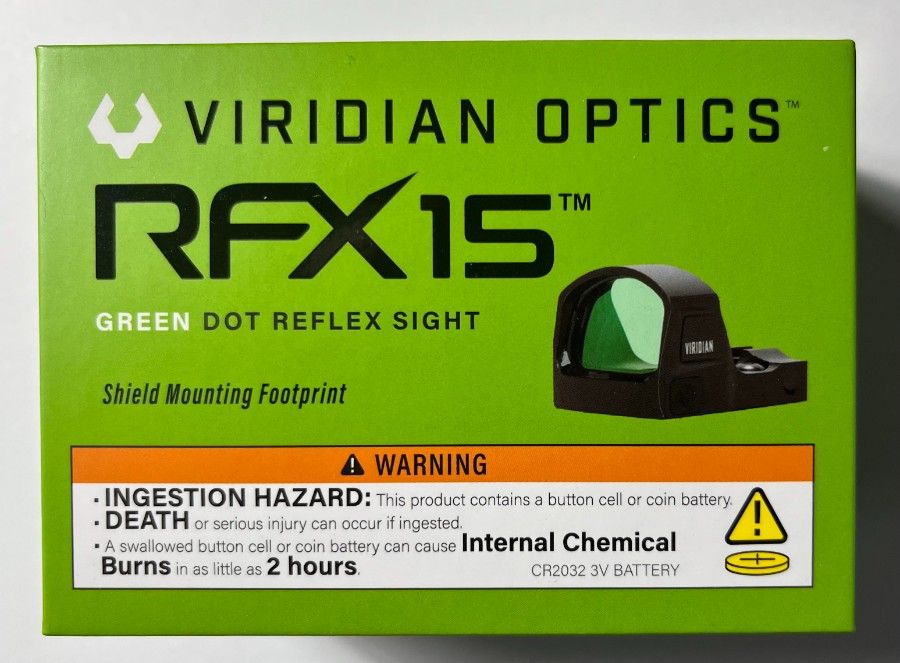 VIRIDIAN OPTICS™
RFX15™
GREEN DOT REFLEX SIGHT
VIRIDIAN
Shield Mounting Footprint
⚠ WARNING
· INGESTION HAZARD: This product contains a button cell or coin battery.
· DEATH or serious injury can occur if ingested.
· A swallowed button cell or coin battery can cause Internal Chemical
Burns in as little as 2 hours.
CR2032 3V BATTERY